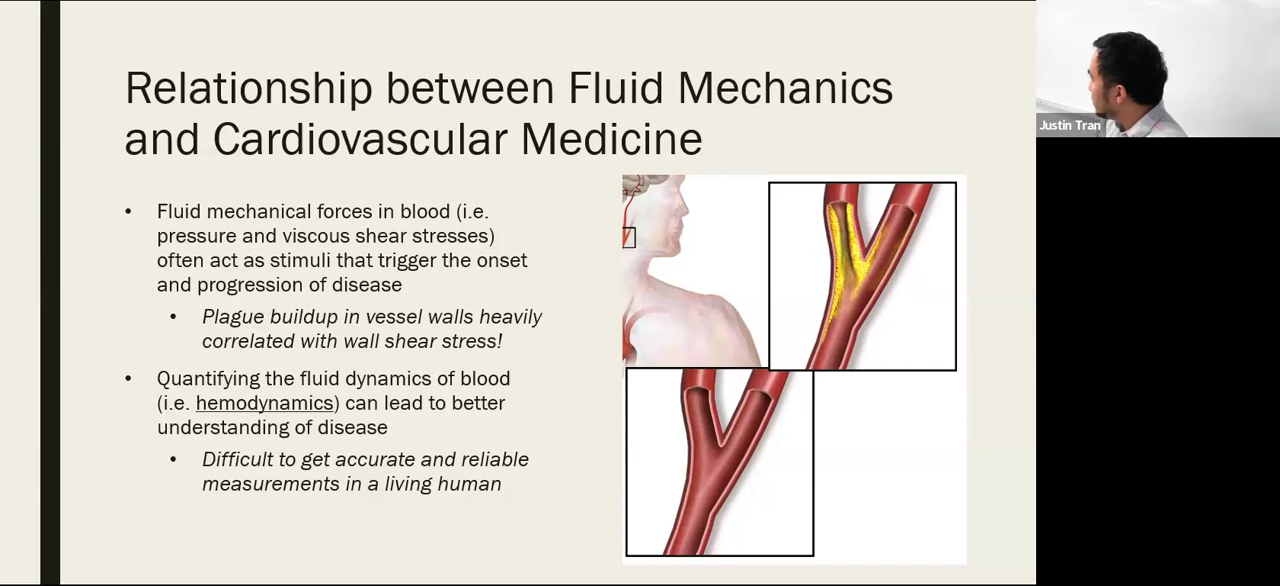 Relationship between Fluid Mechanics
and Cardiovascular Medicine
• Fluid mechanical forces in blood (i.e.
pressure and viscous shear stresses)
often act as stimuli that trigger the onset
and progression of disease
• Plague buildup in vessel walls heavily
correlated with wall shear stress!
• Quantifying the fluid dynamics of blood
(i.e. hemodynamics) can lead to better
understanding of disease
• Difficult to get accurate and reliable
measurements in a living human
Justin Tran